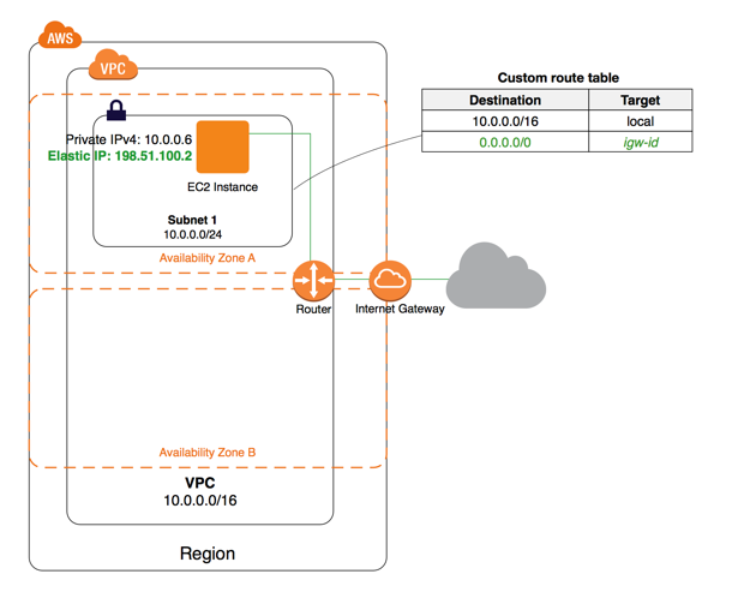 AWS
VPC
Custom route table
Destination Target
10.0.0.0/16 local
0.0.0.0/0 igw-id
Private IPv4: 10.0.0.6
Elastic IP: 198.51.100.2
EC2 Instance
Subnet 1
10.0.0.0/24
Availability Zone A
Router
Internet Gateway
Availability Zone B
VPC
10.0.0.0/16
Region